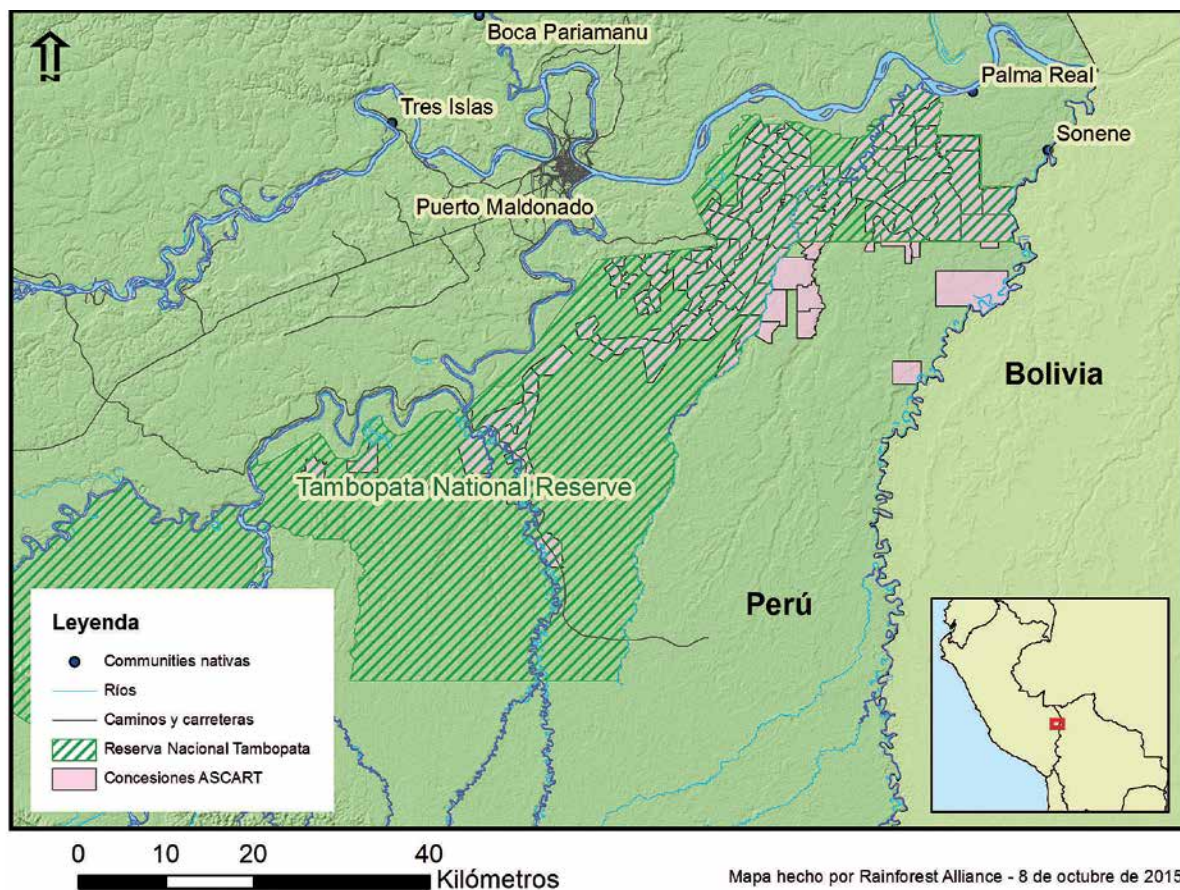 N
Boca Pariamanu
Palma Real
Tres Islas
Sonene
Puerto Maldonado
Bolivia
Tambopata National Reserve
Perú
Leyenda
Communities nativas
Ríos
Caminos y carreteras
Reserva Nacional Tambopata
Concesiones ASCART
0 10 20 40
Kilómetros
Mapa hecho por Rainforest Alliance - 8 de octubre de 2015